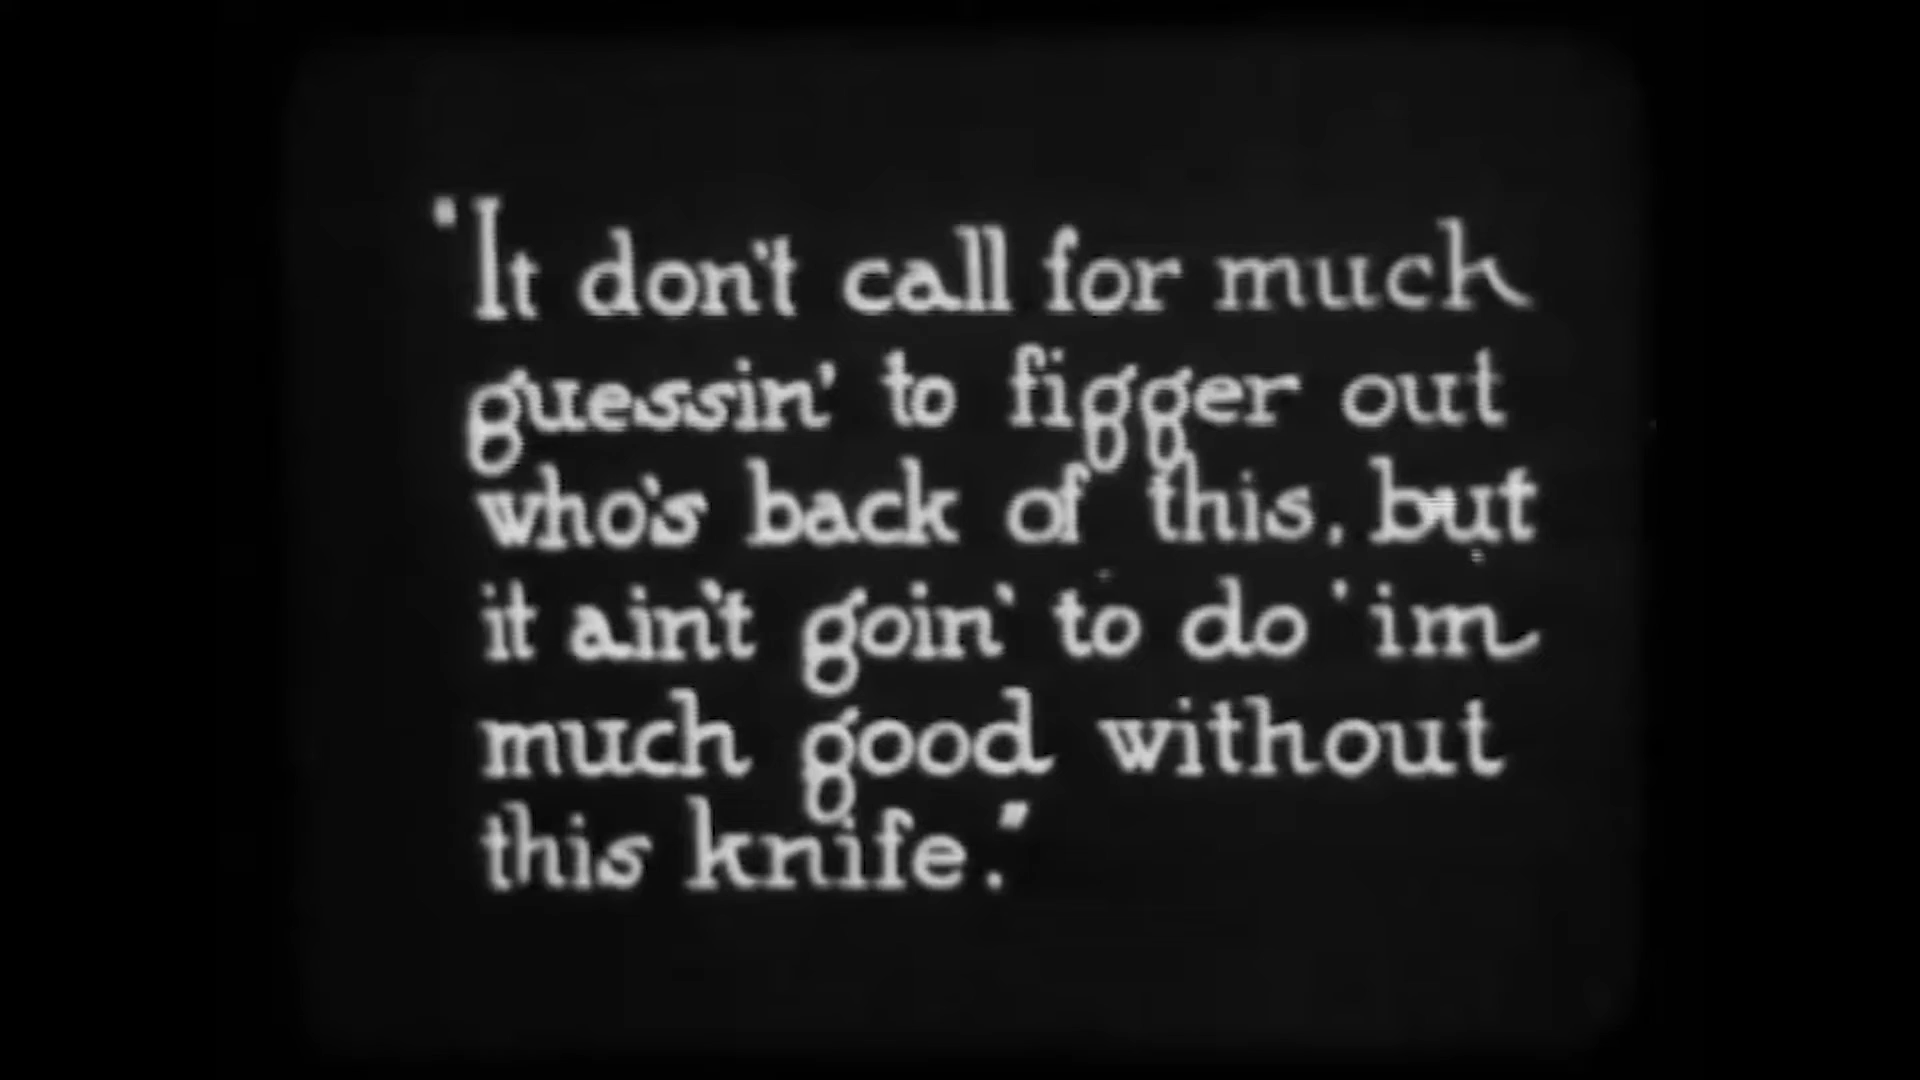 "It don't call for much
guessin' to figger out
who's back of this, but
it ain't goin' to do 'im
much good without
this knife."